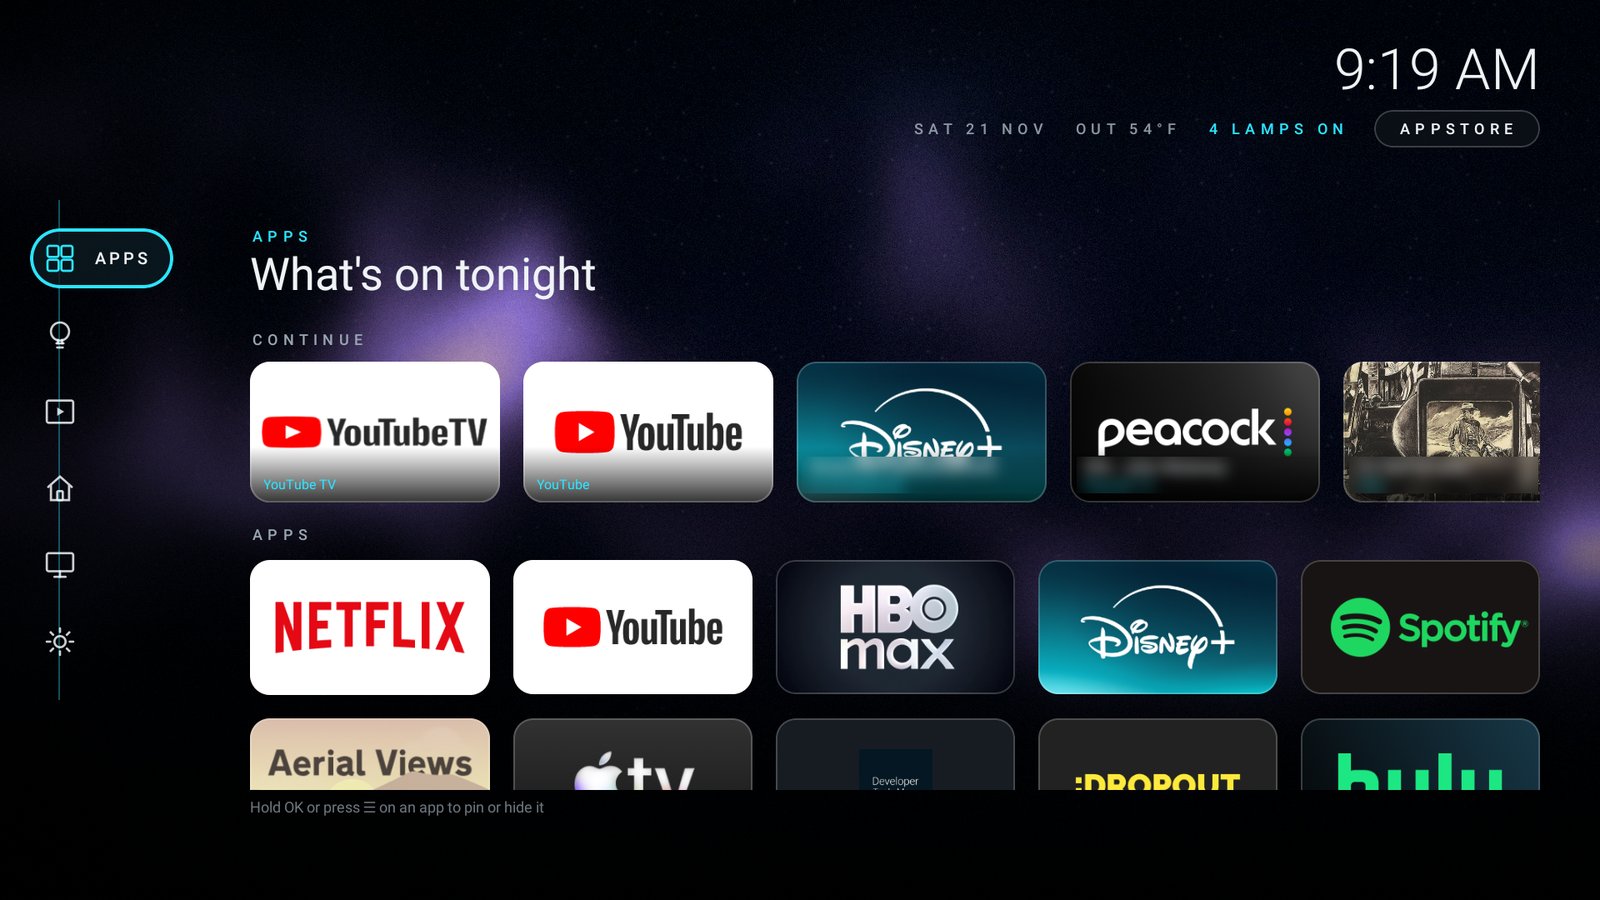 9:19 AM
SAT 21 NOV OUT 54°F 4 LAMPS ON APPSTORE
APPS
APPS
What's on tonight
CONTINUE
YouTubeTV
YouTube TV
YouTube
YouTube
Disney+
peacock
APPS
NETFLIX
YouTube
HBO
max
Disney+
Spotify
Aerial Views
tv
Developer
:DROPOUT
hulu
Hold OK or press ☰ on an app to pin or hide it